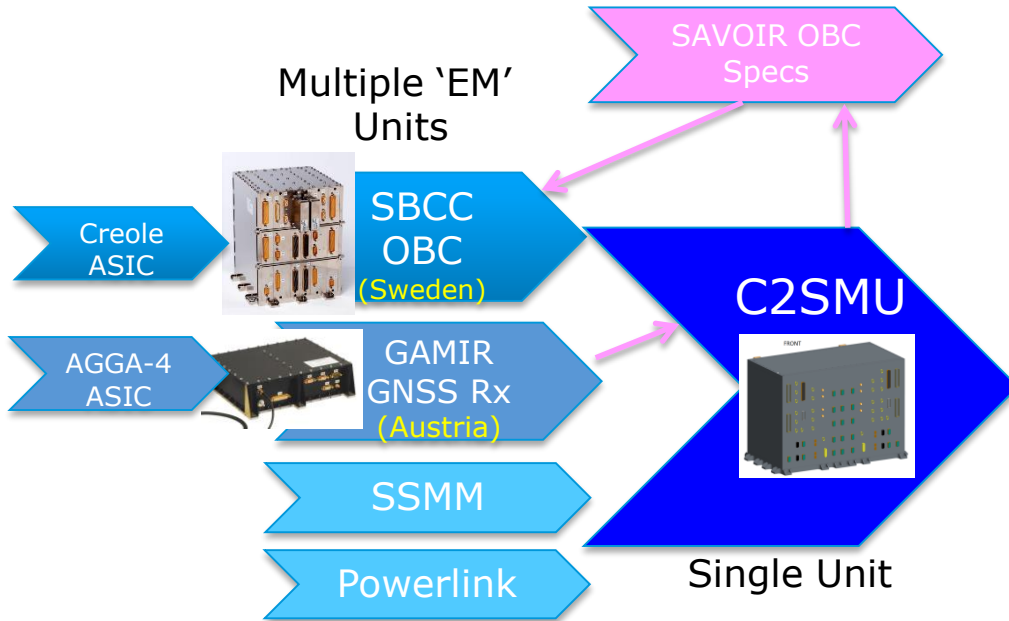 SAVOIR OBC
Specs
Multiple ‘EM’
Units
Creole
ASIC
SBCC
OBC
(Sweden)
AGGA-4
ASIC
GAMIR
GNSS Rx
(Austria)
C2SMU
FRONT
SSMM
Powerlink
Single Unit